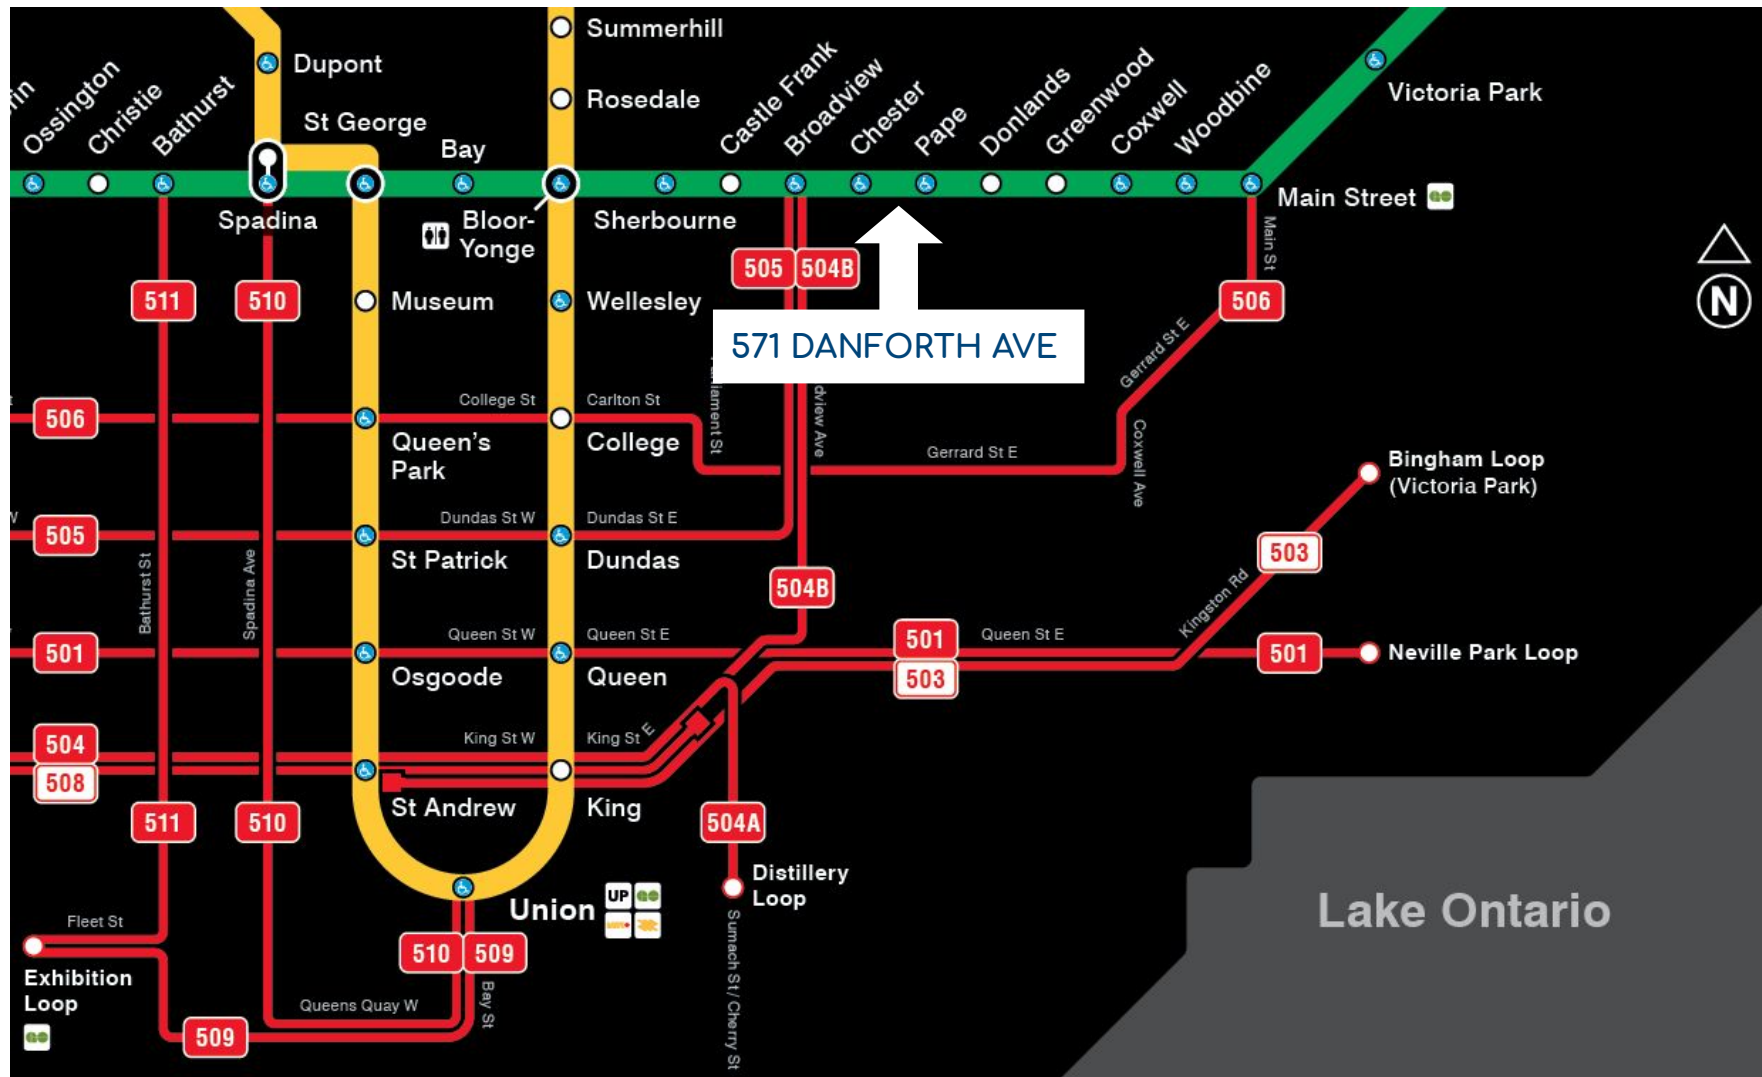 Summerhill
Dupont
Rosedale
St George
Bay
Ossington
Christie
Bathurst
Castle Frank
Broadview
Chester
Pape
Donlands
Greenwood
Coxwell
Woodbine
Victoria Park
Main Street
Spadina
Bloor-
Yonge
Sherbourne
Main St
505
504B
511
510
Museum
Wellesley
506
N
571 DANFORTH AVE
Gerrard St E
College St
Carlton St
506
Queen's
Park
College
Gerrard St E
Coxwell Ave
Bingham Loop
(Victoria Park)
Dundas St W
Dundas St E
505
St Patrick
Dundas
503
504B
Bathurst St
Spadina Ave
Kingston Rd
Queen St W
Queen St E
501
Queen St E
501
501
Neville Park Loop
503
Osgoode
Queen
504
King St W
King St E
508
St Andrew
King
511
510
504A
Distillery
Loop
UP
Union
Lake Ontario
Fleet St
510
509
Exhibition
Loop
Queens Quay W
Bay St
Sumach St / Cherry St
509